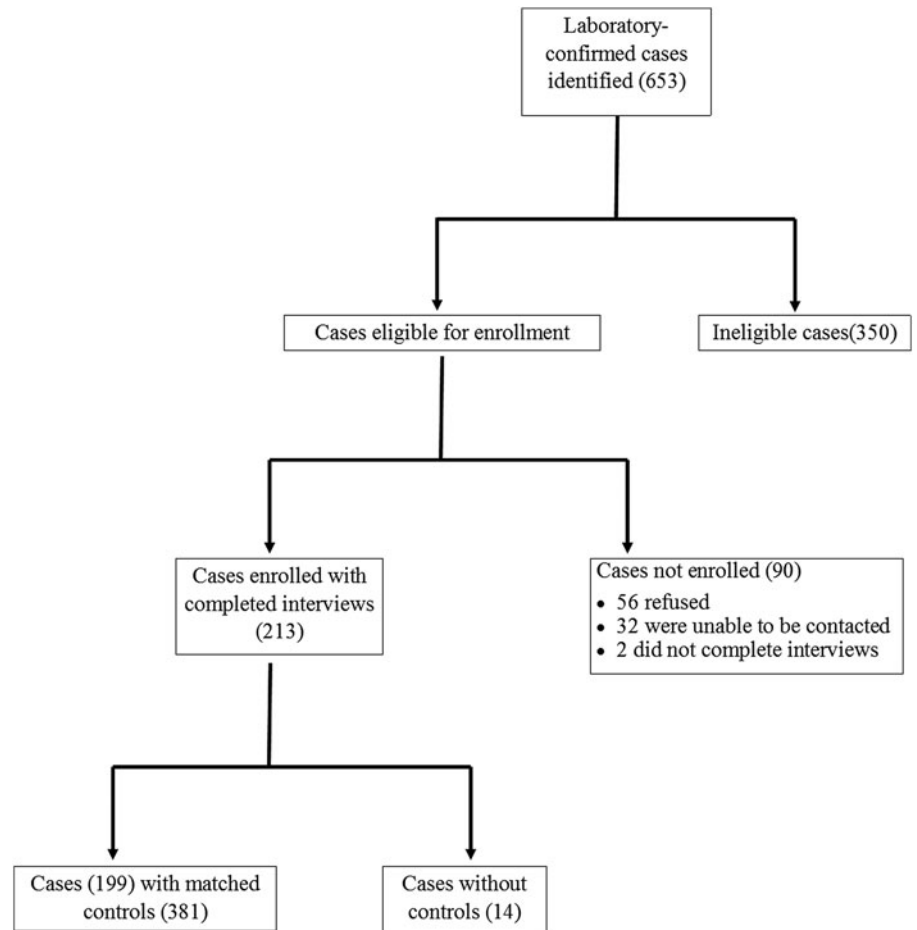 Laboratory-
confirmed cases
identified (653)
Cases eligible for enrollment
Ineligible cases(350)
Cases enrolled with
completed interviews
(213)
Cases not enrolled (90)
• 56 refused
• 32 were unable to be contacted
• 2 did not complete interviews
Cases (199) with matched
controls (381)
Cases without
controls (14)